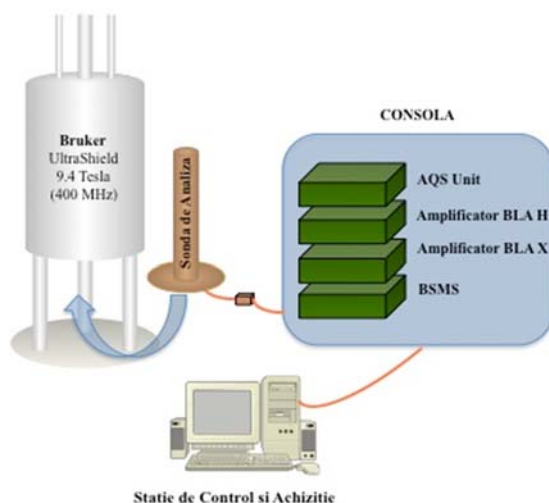 Bruker
UltraShield
9.4 Tesla
(400 MHz)
Sonda de Analiza
CONSOLA
AQS Unit
Amplificator BLA H
Amplificator BLA X
BSMS
Statie de Control si Achizitie